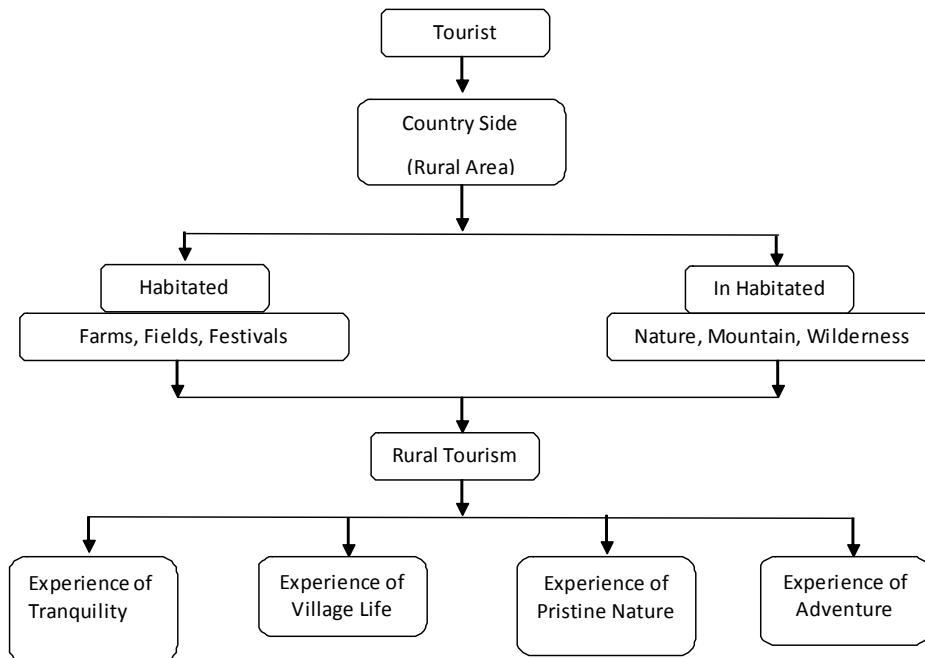 Tourist
Country Side
(Rural Area)
Habitated
In Habitated
Farms, Fields, Festivals
Nature, Mountain, Wilderness
Rural Tourism
Experience of
Tranquility
Experience of
Village Life
Experience of
Pristine Nature
Experience of
Adventure